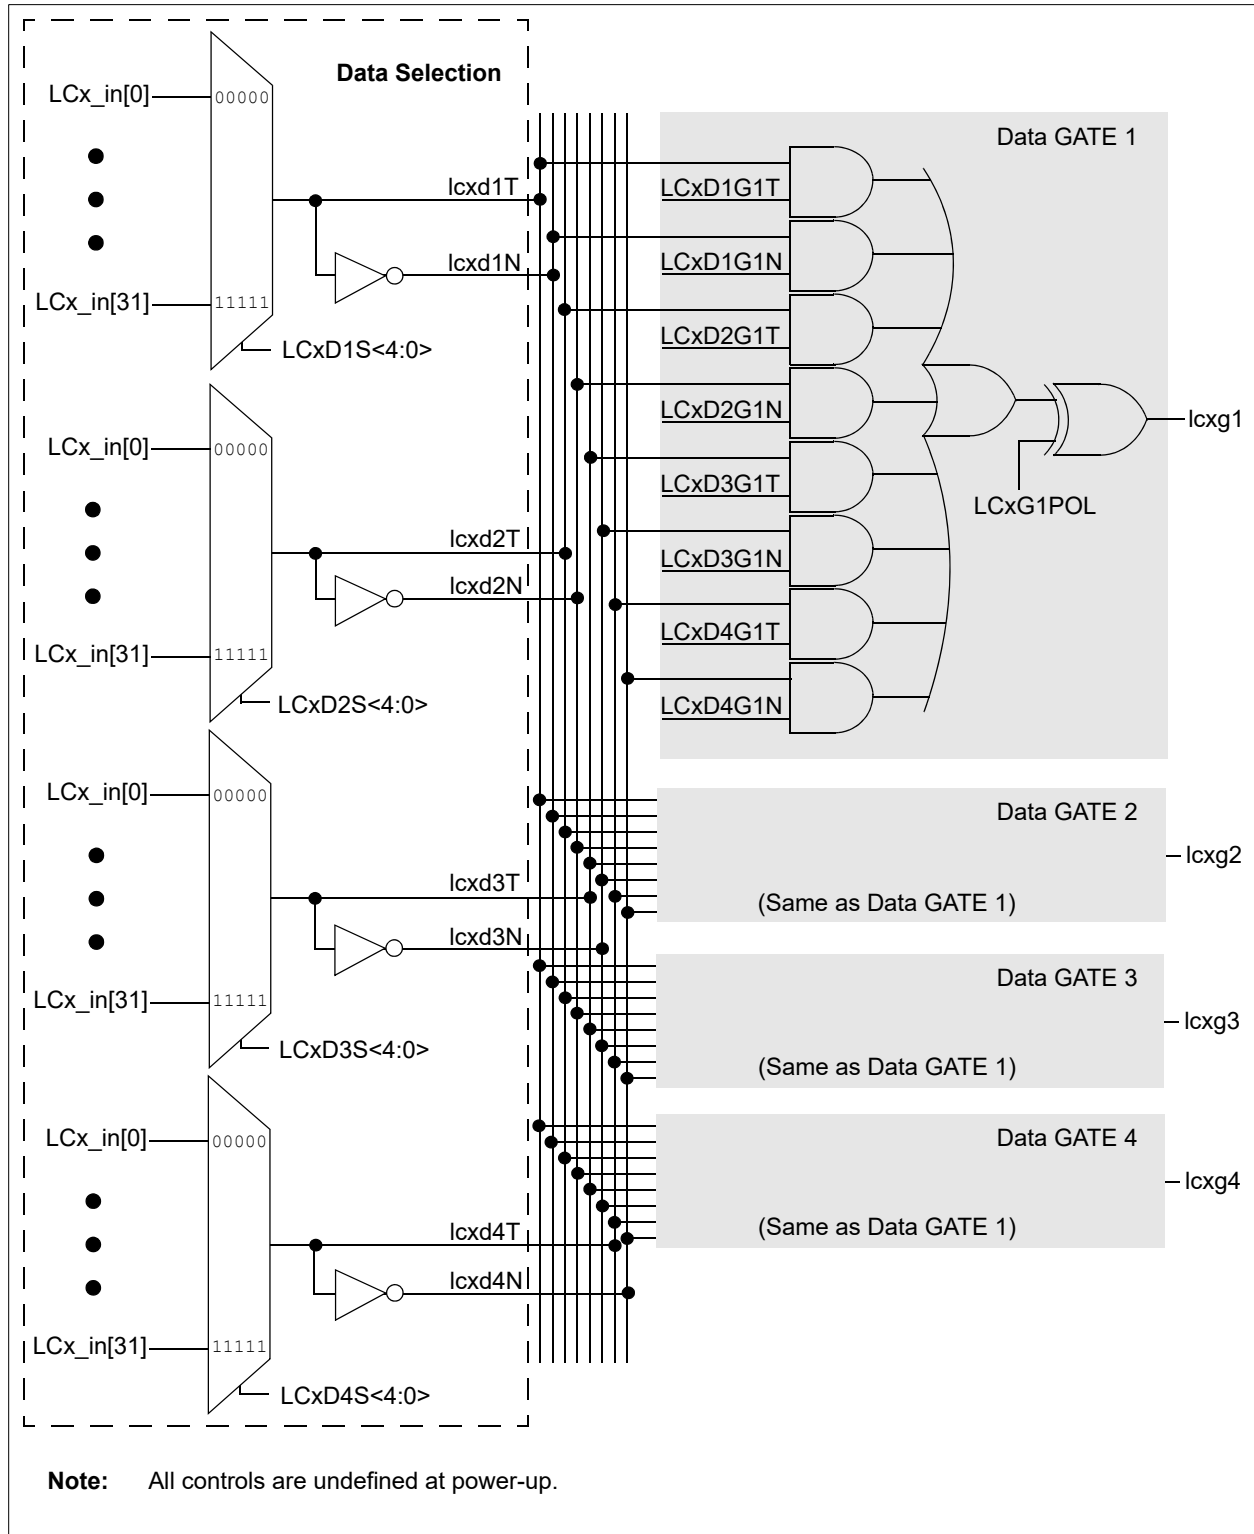 Data Selection
LCx_in[0]
00000
LCx_in[31]
11111
LCxD1S<4:0>
lcxd1T
lcxd1N
LCx_in[0]
00000
LCx_in[31]
11111
LCxD2S<4:0>
lcxd2T
lcxd2N
LCx_in[0]
00000
LCx_in[31]
11111
LCxD3S<4:0>
lcxd3T
lcxd3N
LCx_in[0]
00000
LCx_in[31]
11111
LCxD4S<4:0>
lcxd4T
lcxd4N
Data GATE 1
LCxD1G1T
LCxD1G1N
LCxD2G1T
LCxD2G1N
LCxD3G1T
LCxD3G1N
LCxD4G1T
LCxD4G1N
LCxG1POL
lcxg1
Data GATE 2
(Same as Data GATE 1)
lcxg2
Data GATE 3
(Same as Data GATE 1)
lcxg3
Data GATE 4
(Same as Data GATE 1)
lcxg4
Note: All controls are undefined at power-up.